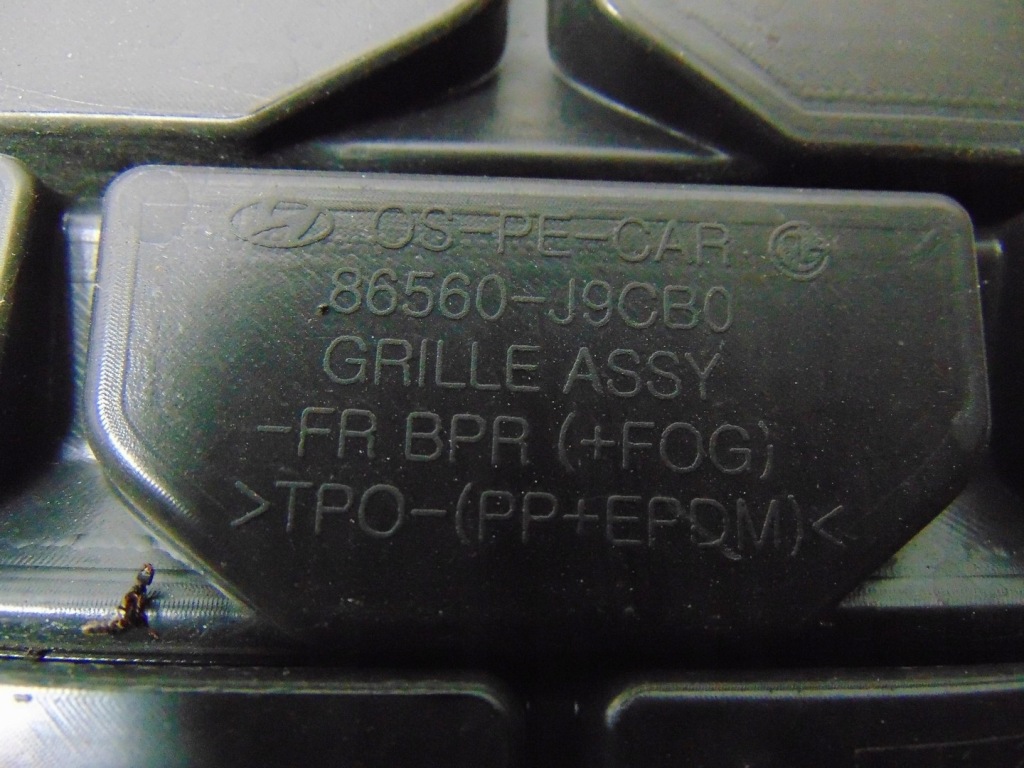 OS-PE-CAR
86560-J9CB0
GRILLE ASSY
-FR BPR (+FOG)
>TPO-(PP+EPDM)<